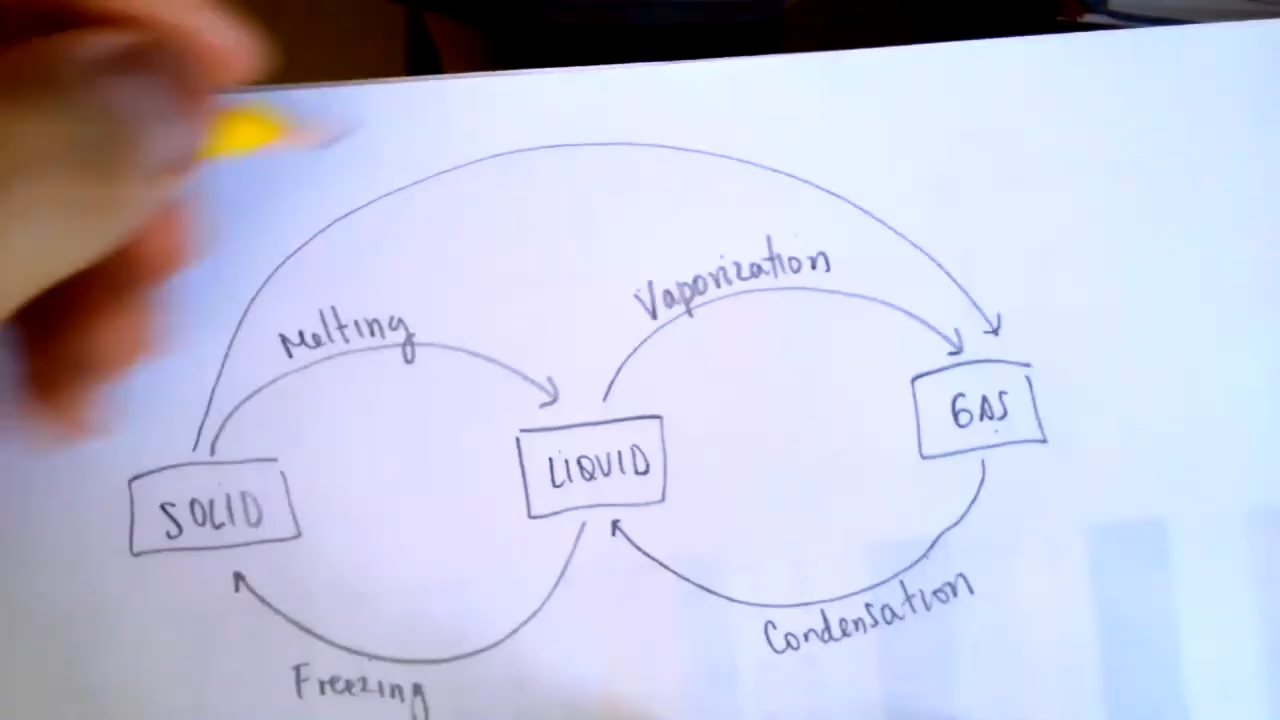 Vaporization
Melting
GAS
LIQUID
SOLID
Condensation
Freezing